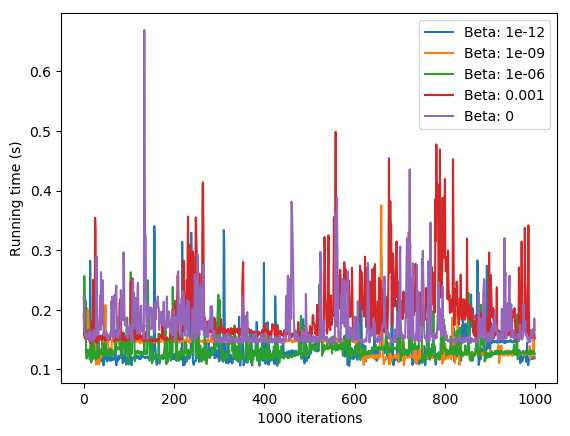 Beta: 1e-12
Beta: 1e-09
Beta: 1e-06
Beta: 0.001
Beta: 0
0.6
0.5
0.4
0.3
0.2
0.1
Running time (s)
0 200 400 600 800 1000
1000 iterations